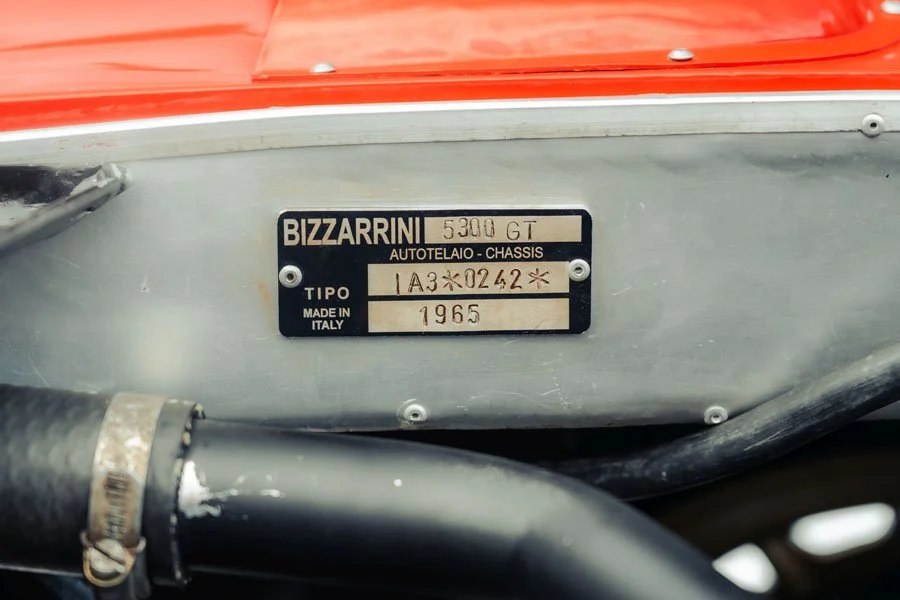 BIZZARRINI 5300 GT
AUTOTELAIO - CHASSIS
TIPO IA3*0242*
MADE IN
ITALY
1965